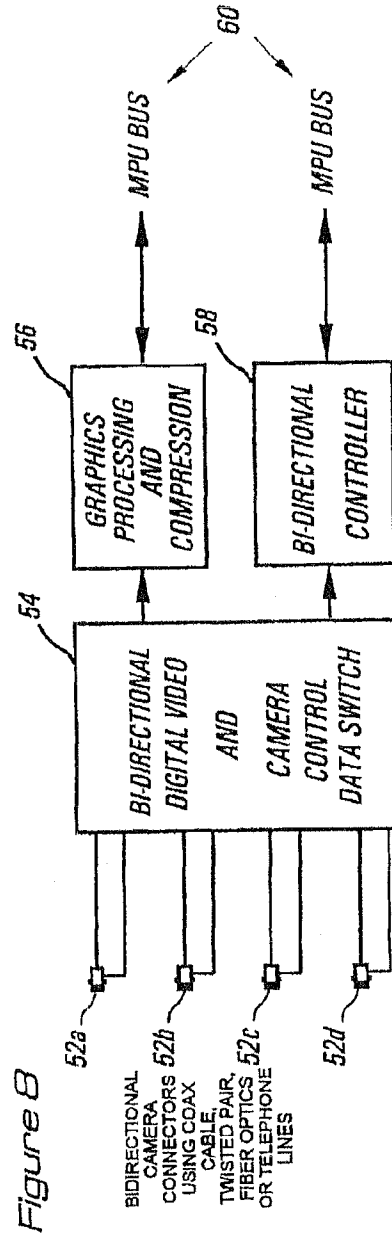 Figure 8
BIDIRECTIONAL
CAMERA
CONNECTORS
USING COAX
CABLE,
TWISTED PAIR,
FIBER OPTICS
OR TELEPHONE
LINES
52a
52b
52c
52d
54
BI-DIRECTIONAL
DIGITAL VIDEO
AND
CAMERA
CONTROL
DATA SWITCH
56
GRAPHICS
PROCESSING
AND
COMPRESSION
58
BI-DIRECTIONAL
CONTROLLER
MPU BUS
MPU BUS
60